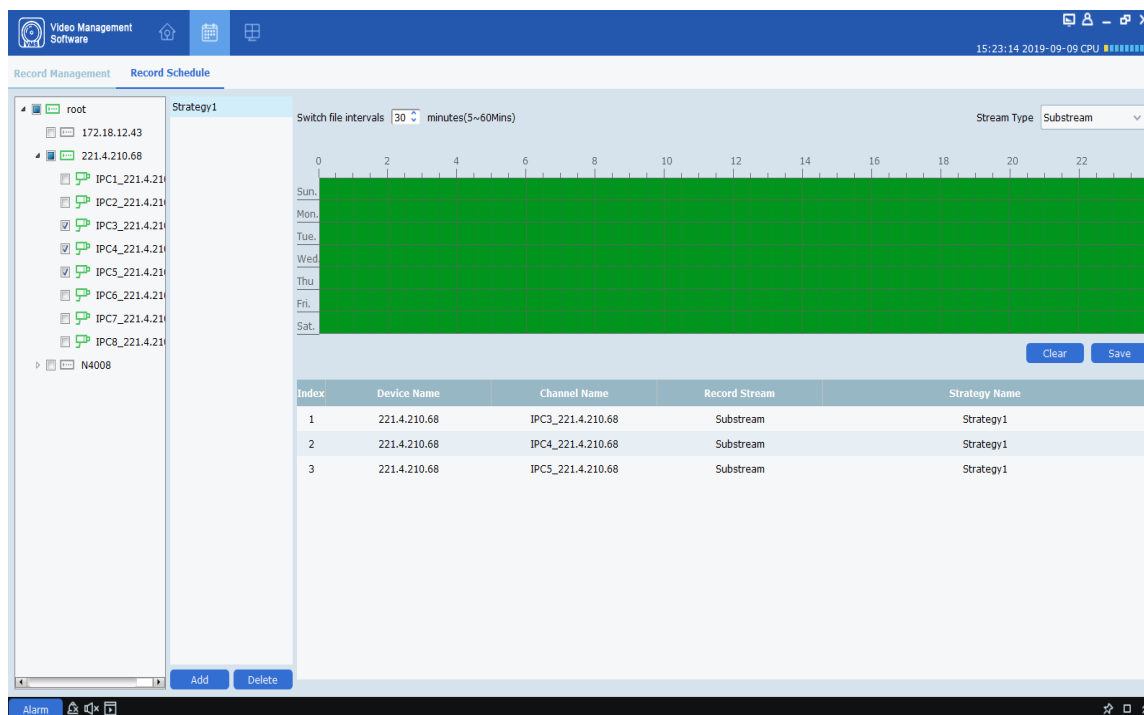 Video Management
Software
15:23:14 2019-09-09 CPU
Record Management Record Schedule
root
172.18.12.43
221.4.210.68
IPC1_221.4.21
IPC2_221.4.21
IPC3_221.4.21
IPC4_221.4.21
IPC5_221.4.21
IPC6_221.4.21
IPC7_221.4.21
IPC8_221.4.21
N4008
Strategy1
Add Delete
Switch file intervals 30 minutes(5~60Mins) Stream Type Substream
0 2 4 6 8 10 12 14 16 18 20 22
Sun.
Mon.
Tue.
Wed
Thu
Fri.
Sat.
Clear Save
Index Device Name Channel Name Record Stream Strategy Name
1 221.4.210.68 IPC3_221.4.210.68 Substream Strategy1
2 221.4.210.68 IPC4_221.4.210.68 Substream Strategy1
3 221.4.210.68 IPC5_221.4.210.68 Substream Strategy1
Alarm